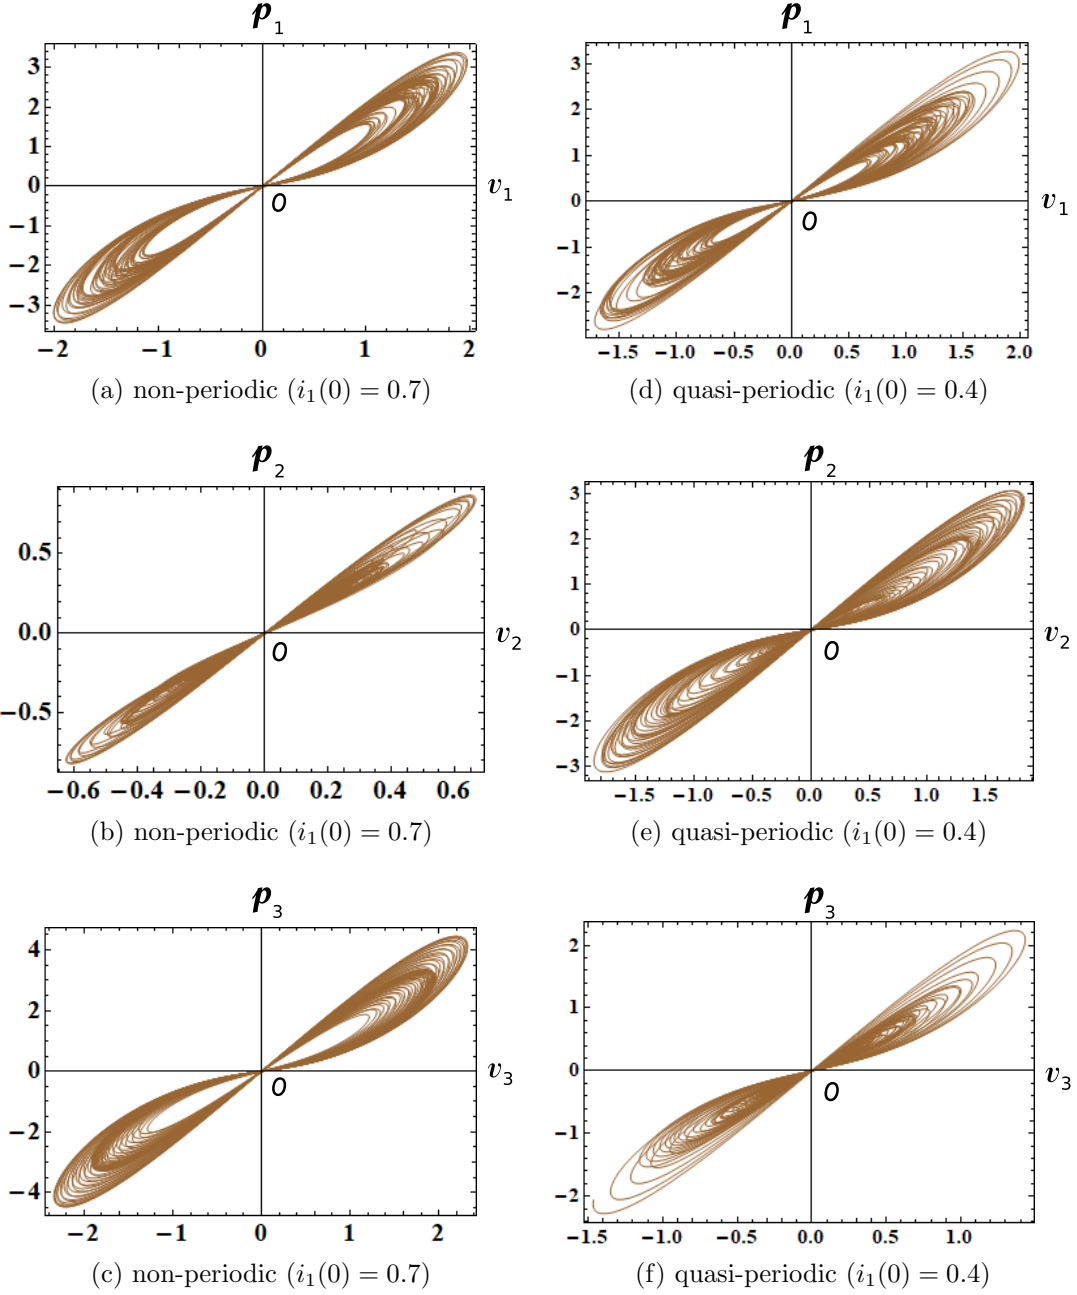 p₁ p₁
3 3
2 2
1 1
0 v₁ 0 v₁
O O
−1 −1
−2 −2
−3
−2 −1 0 1 2 −1.5 −1.0 −0.5 0.0 0.5 1.0 1.5 2.0
(a) non-periodic (i₁(0) = 0.7) (d) quasi-periodic (i₁(0) = 0.4)
p₂ p₂
3
0.5 2
1
0.0 v₂ 0 v₂
O O
−0.5 −1
−2
−3
−0.6 −0.4 −0.2 0.0 0.2 0.4 0.6 −1.5 −1.0 −0.5 0.0 0.5 1.0 1.5
(b) non-periodic (i₁(0) = 0.7) (e) quasi-periodic (i₁(0) = 0.4)
p₃ p₃
4 2
2 1
0 v₃ 0 v₃
O O
−2 −1
−4 −2
−2 −1 0 1 2 −1.5 −1.0 −0.5 0.0 0.5 1.0
(c) non-periodic (i₁(0) = 0.7) (f) quasi-periodic (i₁(0) = 0.4)